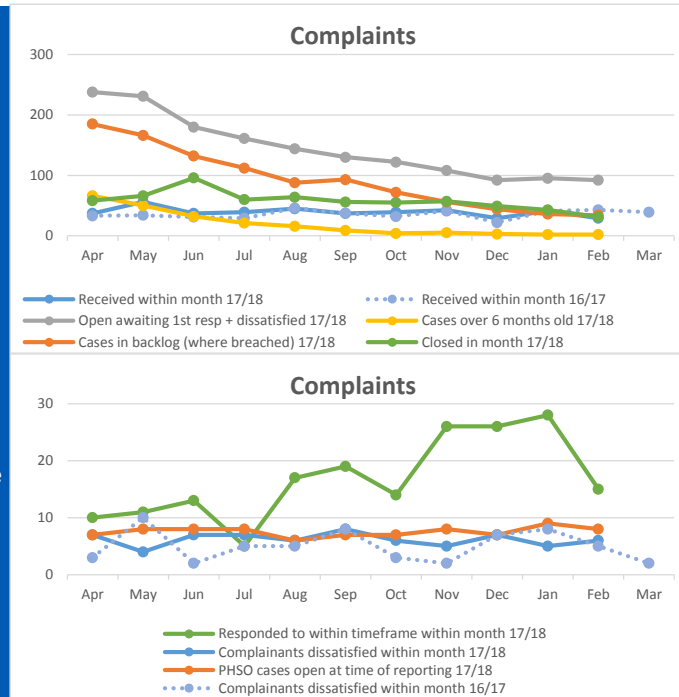 Complaints
300
200
100
0
Apr May Jun Jul Aug Sep Oct Nov Dec Jan Feb Mar
Received within month 17/18 Received within month 16/17
Open awaiting 1st resp + dissatisfied 17/18 Cases over 6 months old 17/18
Cases in backlog (where breached) 17/18 Closed in month 17/18
Complaints
30
20
10
0
Apr May Jun Jul Aug Sep Oct Nov Dec Jan Feb Mar
Responded to within timeframe within month 17/18
Complainants dissatisfied within month 17/18
PHSO cases open at time of reporting 17/18
Complainants dissatisfied within month 16/17